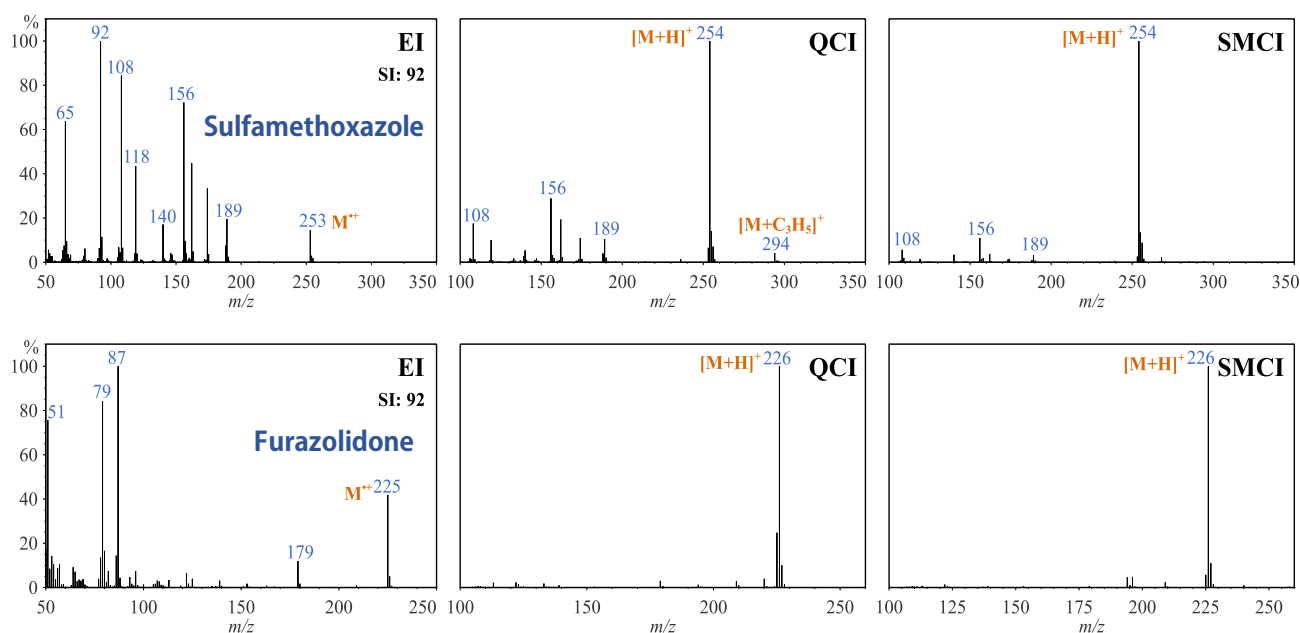 %
100
80
60
40
20
0
50 100 150 200 250 300 350
m/z
EI
SI: 92
Sulfamethoxazole
65
92
108
118
140
156
189
253 M•+
QCI
[M+H]+ 254
108
156
189
[M+C3H5]+
294
100 150 200 250 300 350
m/z
SMCI
[M+H]+ 254
108
156
189
100 150 200 250 300 350
m/z
%
100
80
60
40
20
0
50 100 150 200 250
m/z
EI
SI: 92
Furazolidone
51
79
87
179
M•+ 225
QCI
[M+H]+ 226
100 150 200 250
m/z
SMCI
[M+H]+ 226
100 125 150 175 200 225 250
m/z